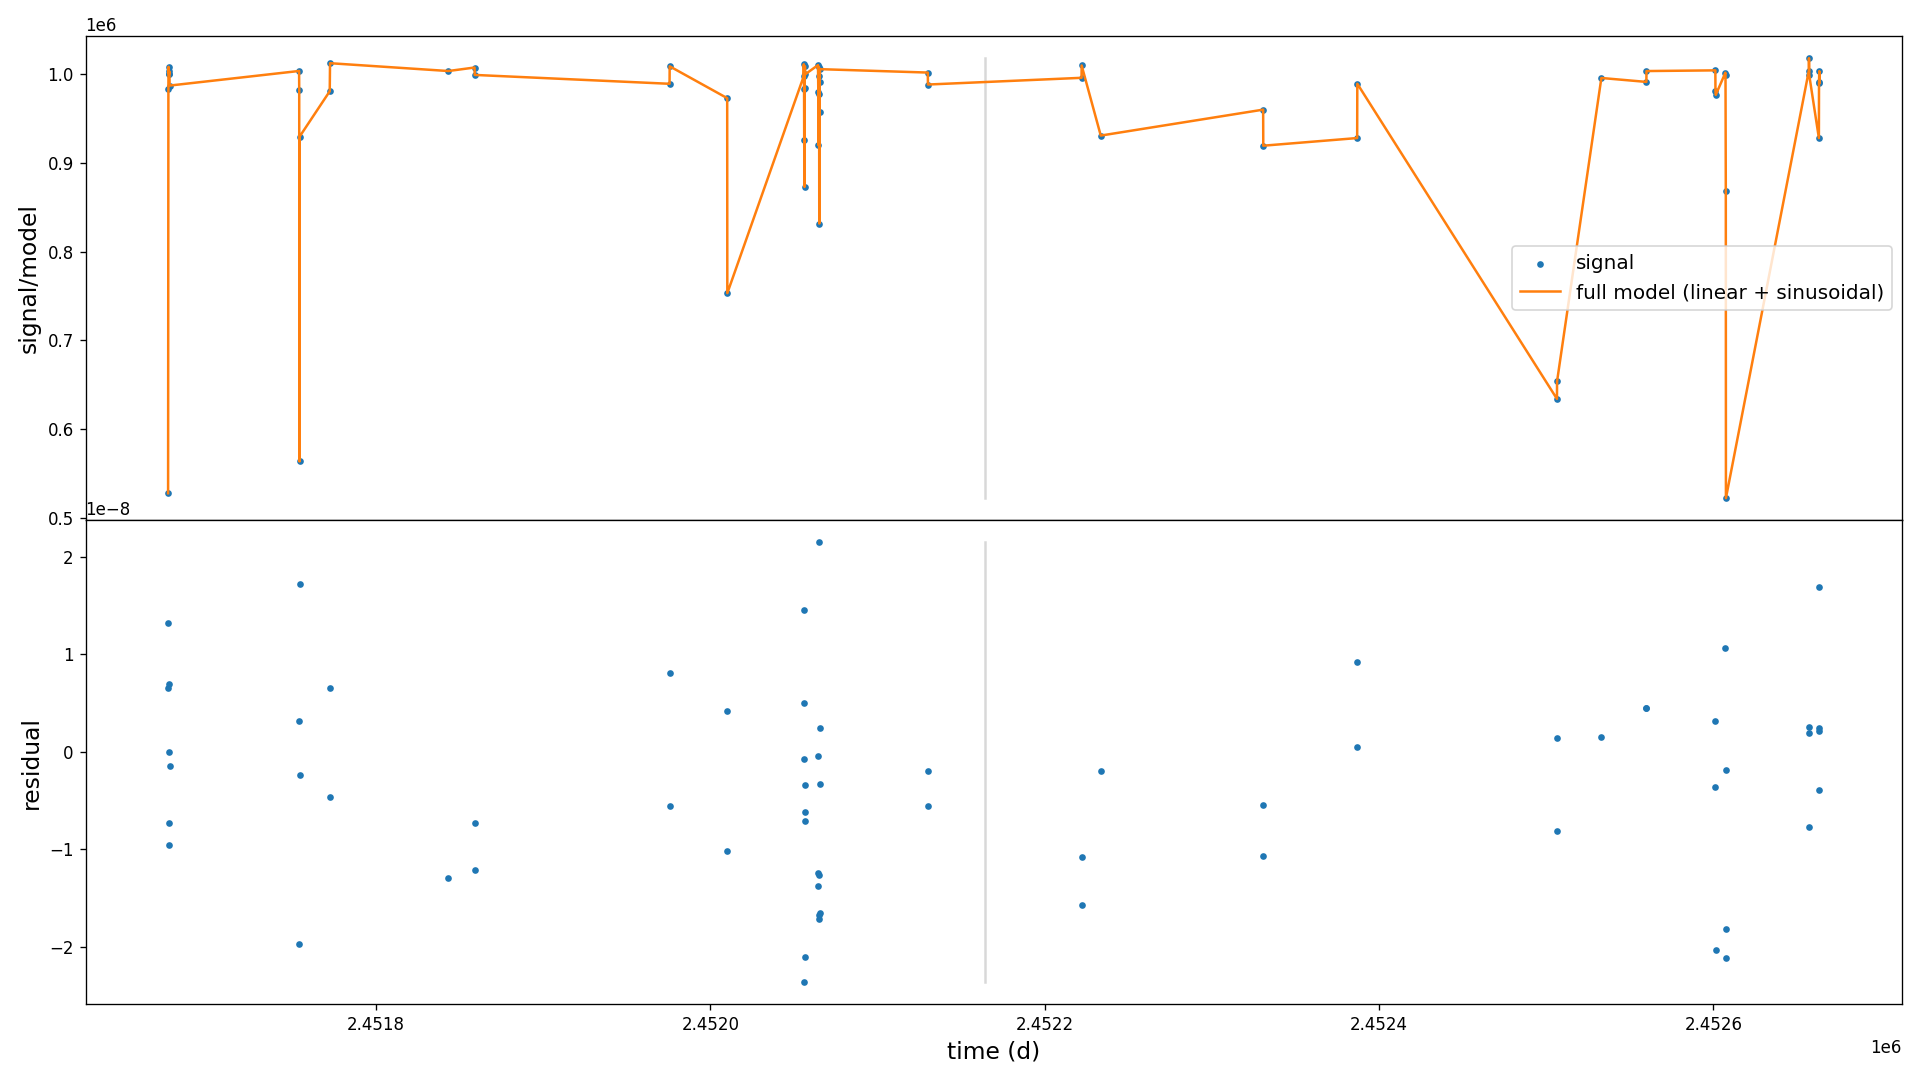 1e6
1.0
0.9
0.8
0.7
0.6
0.5
signal/model
signal
full model (linear + sinusoidal)
1e−8
2
1
0
−1
−2
residual
2.4518
2.4520
2.4522
2.4524
2.4526
1e6
time (d)